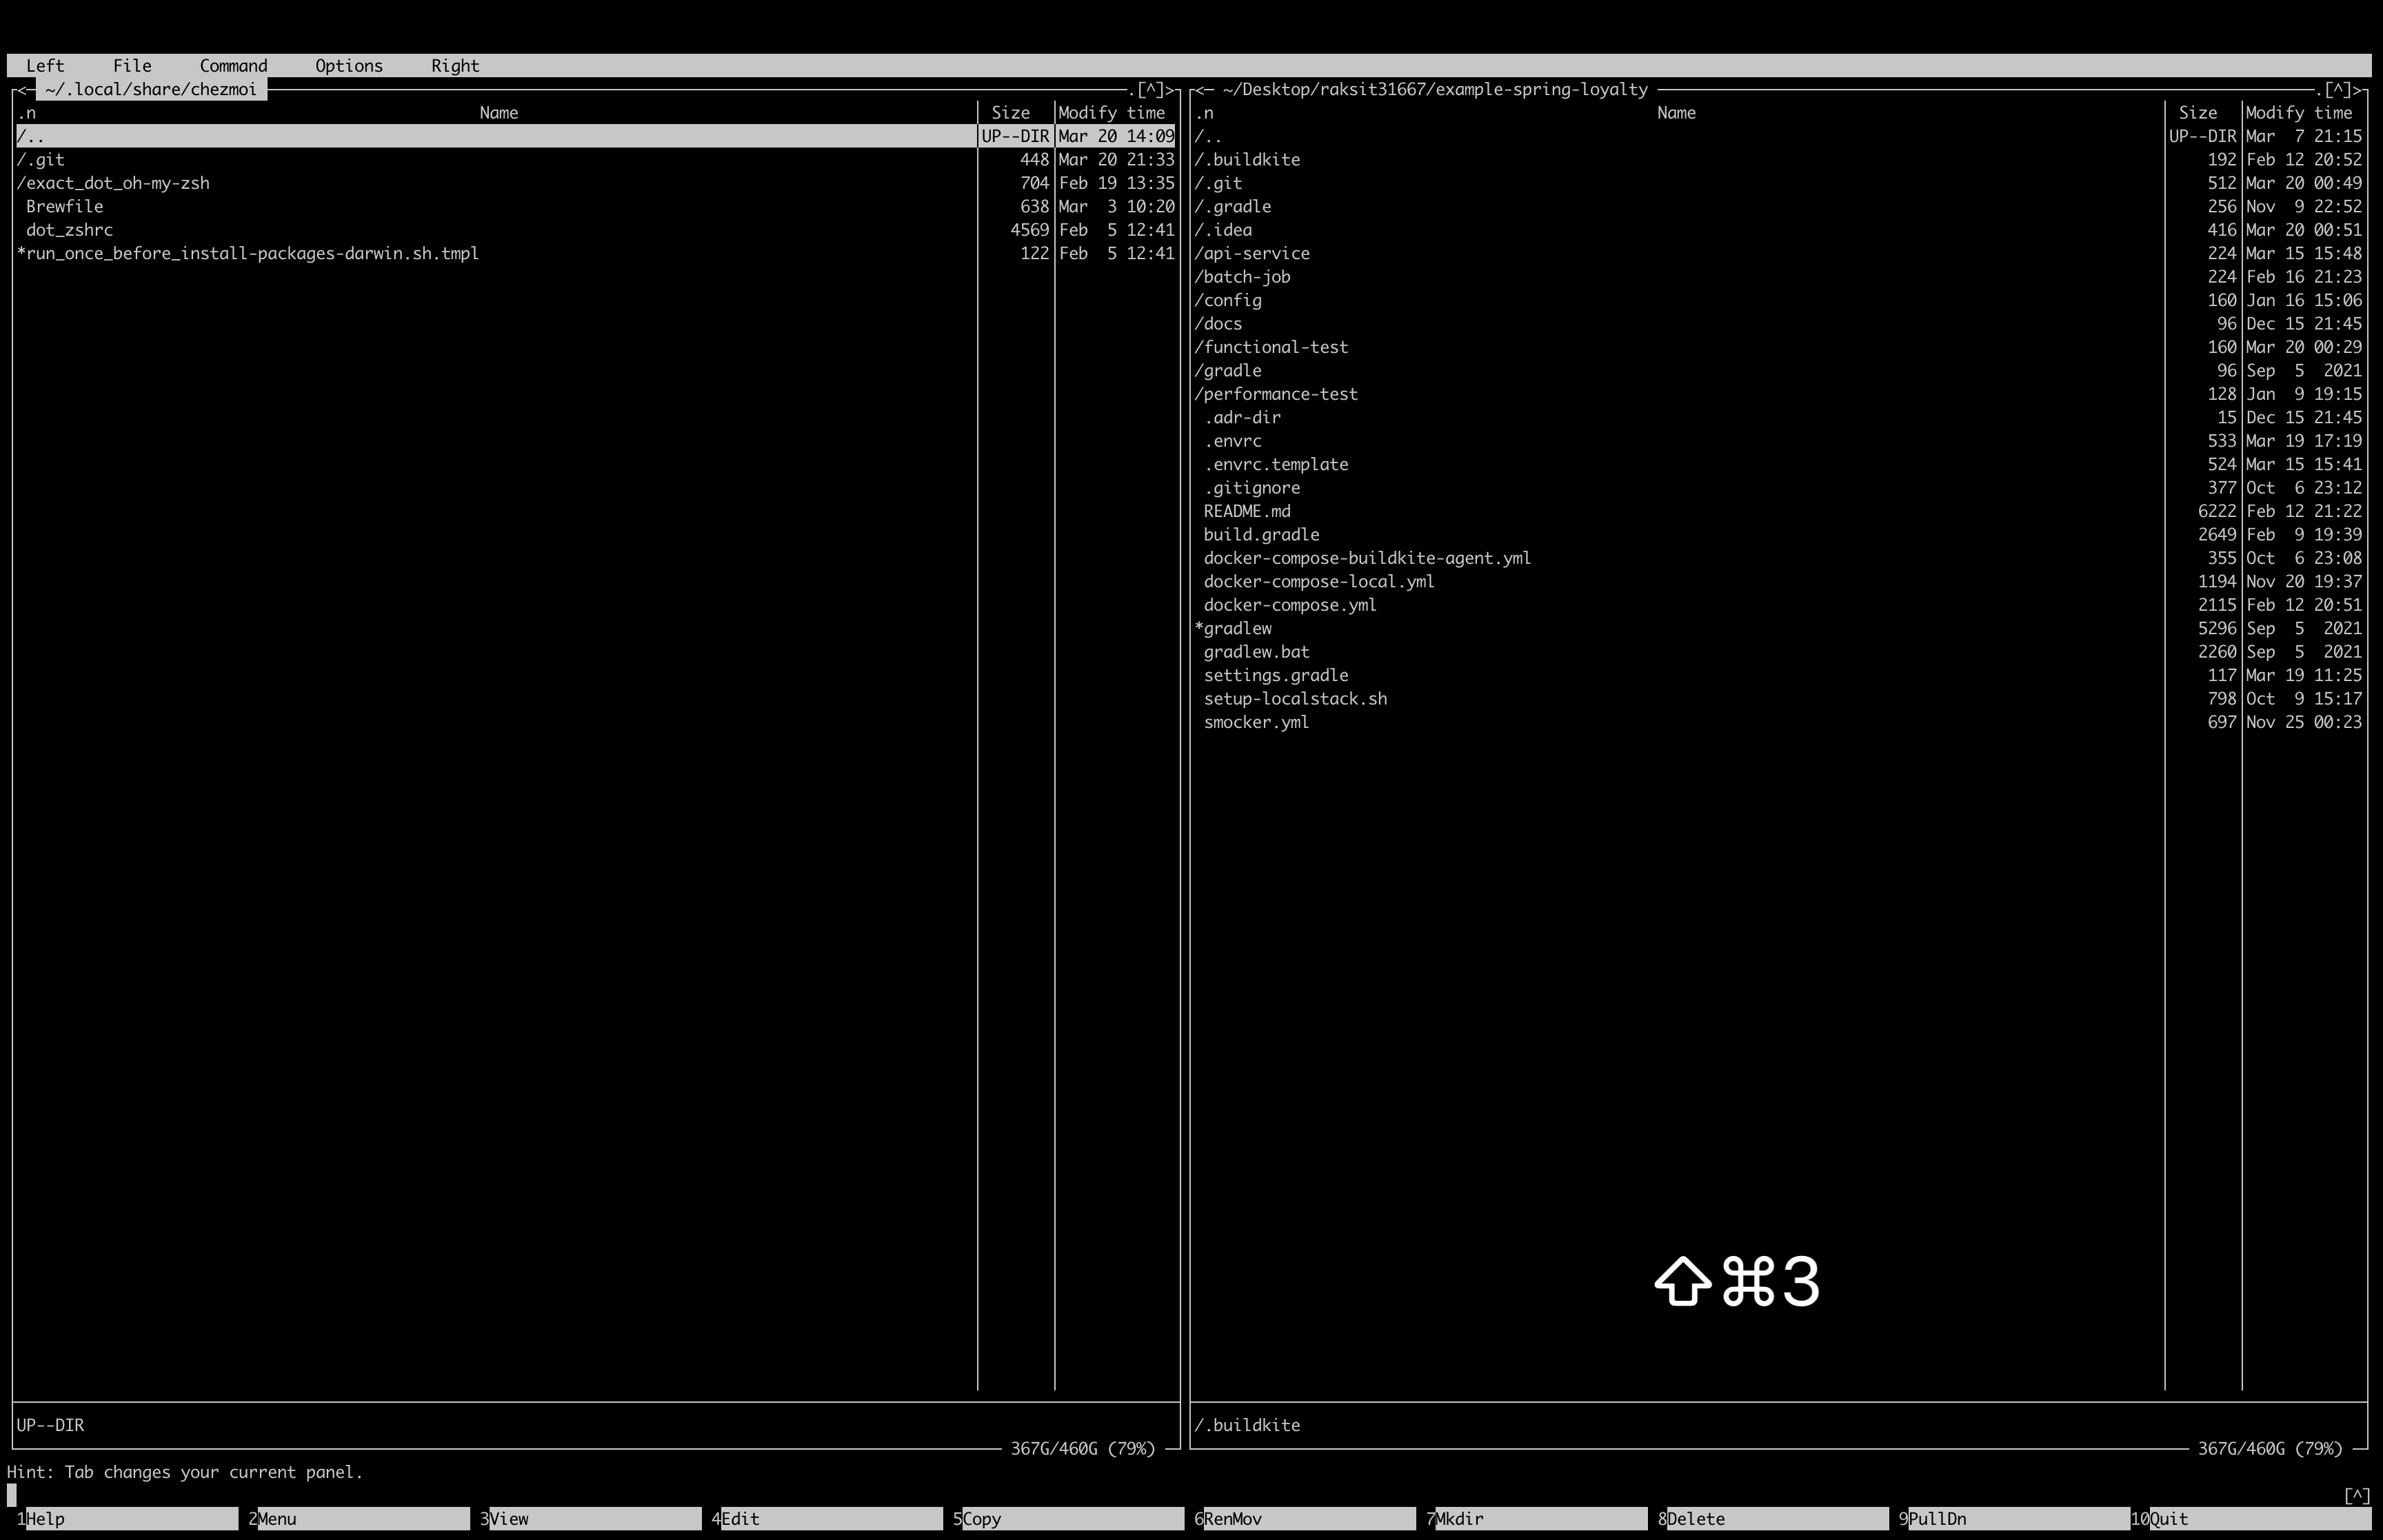 Left File Command Options Right
<─ ~/.local/share/chezmoi .[^]>
.n Name Size Modify time
/.. UP--DIR Mar 20 14:09
/.git 448 Mar 20 21:33
/exact_dot_oh-my-zsh 704 Feb 19 13:35
Brewfile 638 Mar 3 10:20
dot_zshrc 4569 Feb 5 12:41
*run_once_before_install-packages-darwin.sh.tmpl 122 Feb 5 12:41
UP--DIR
367G/460G (79%)
<─ ~/Desktop/raksit31667/example-spring-loyalty .[^]>
.n Name Size Modify time
/.. UP--DIR Mar 7 21:15
/.buildkite 192 Feb 12 20:52
/.git 512 Mar 20 00:49
/.gradle 256 Nov 9 22:52
/.idea 416 Mar 20 00:51
/api-service 224 Mar 15 15:48
/batch-job 224 Feb 16 21:23
/config 160 Jan 16 15:06
/docs 96 Dec 15 21:45
/functional-test 160 Mar 20 00:29
/gradle 96 Sep 5 2021
/performance-test 128 Jan 9 19:15
.adr-dir 15 Dec 15 21:45
.envrc 533 Mar 19 17:19
.envrc.template 524 Mar 15 15:41
.gitignore 377 Oct 6 23:12
README.md 6222 Feb 12 21:22
build.gradle 2649 Feb 9 19:39
docker-compose-buildkite-agent.yml 355 Oct 6 23:08
docker-compose-local.yml 1194 Nov 20 19:37
docker-compose.yml 2115 Feb 12 20:51
*gradlew 5296 Sep 5 2021
gradlew.bat 2260 Sep 5 2021
settings.gradle 117 Mar 19 11:25
setup-localstack.sh 798 Oct 9 15:17
smocker.yml 697 Nov 25 00:23
⇧⌘3
/.buildkite
367G/460G (79%)
Hint: Tab changes your current panel.
[^]
1Help 2Menu 3View 4Edit 5Copy 6RenMov 7Mkdir 8Delete 9PullDn 10Quit